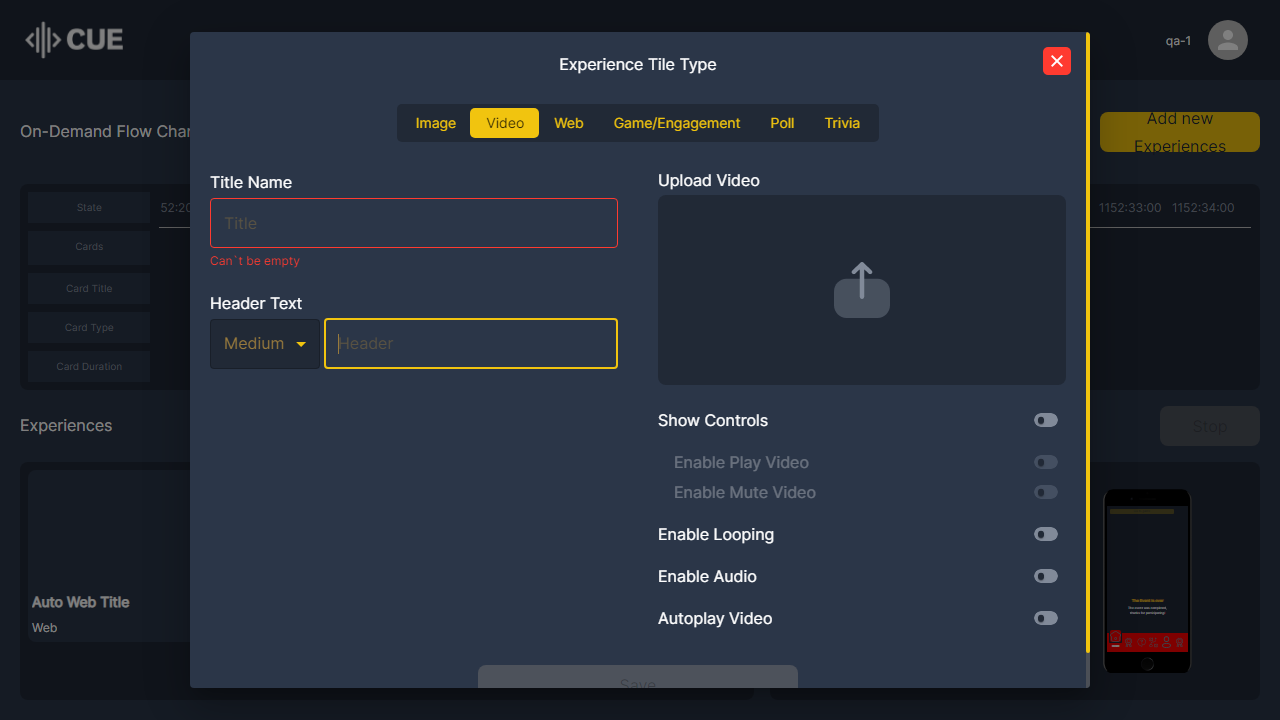 CUE
qa-1
Experience Tile Type
Image Video Web Game/Engagement Poll Trivia
On-Demand Flow Char
Add new
Experiences
Title Name
Title
Can`t be empty
Header Text
Medium
Header
Upload Video
State
52:20
1152:33:00 1152:34:00
Cards
Card Title
Card Type
Card Duration
Show Controls
Enable Play Video
Enable Mute Video
Enable Looping
Enable Audio
Autoplay Video
Experiences
Stop
Auto Web Title
Web
Save